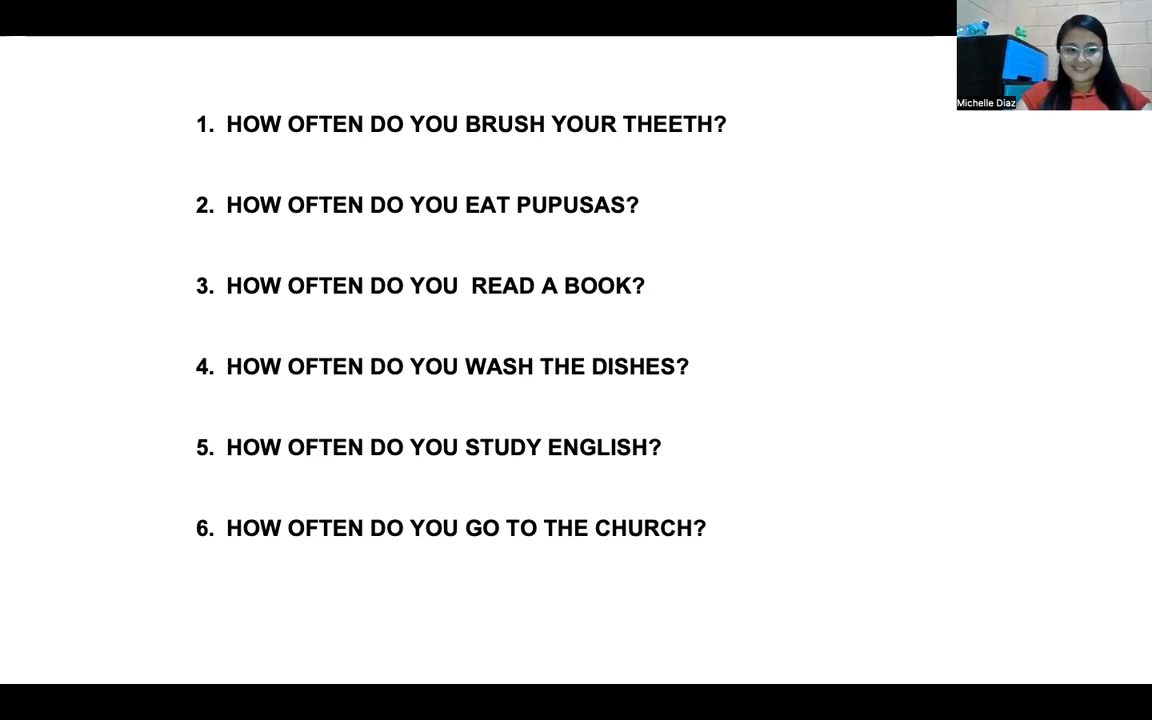 Michelle Diaz
1. HOW OFTEN DO YOU BRUSH YOUR THEETH?
2. HOW OFTEN DO YOU EAT PUPUSAS?
3. HOW OFTEN DO YOU  READ A BOOK?
4. HOW OFTEN DO YOU WASH THE DISHES?
5. HOW OFTEN DO YOU STUDY ENGLISH?
6. HOW OFTEN DO YOU GO TO THE CHURCH?